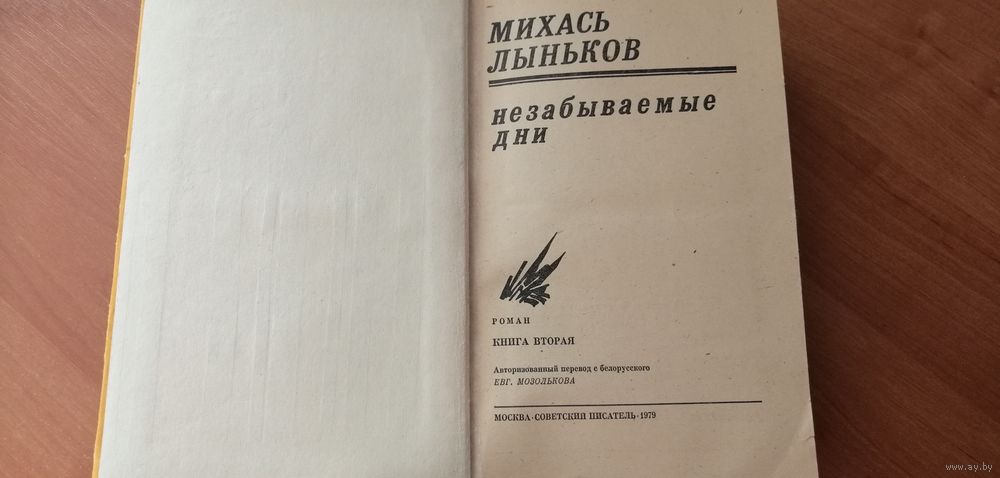 МИХАСЬ
ЛЫНЬКОВ
незабываемые
дни
РОМАН
КНИГА ВТОРАЯ
Авторизованный перевод с белорусского
ЕВГ. МОЗОЛЬКОВА
МОСКВА·СОВЕТСКИЙ ПИСАТЕЛЬ·1979
www.ay.by